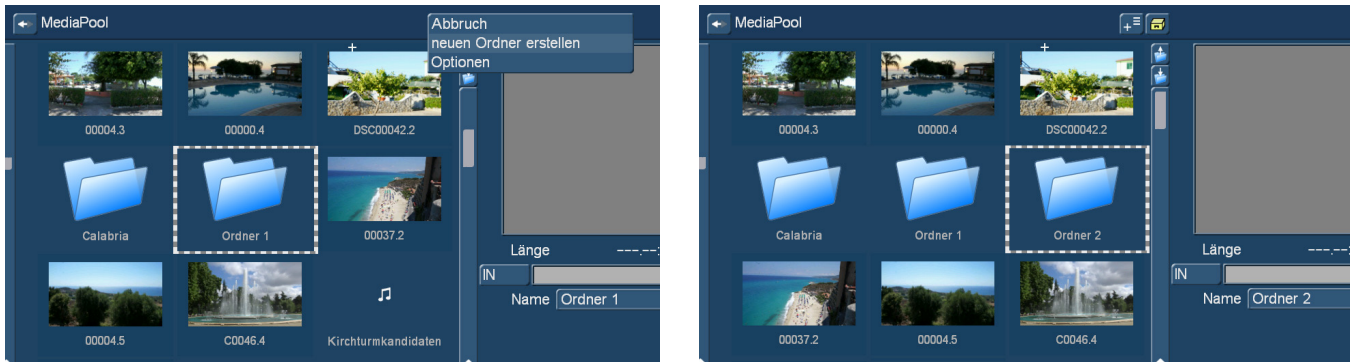 MediaPool
Abbruch
neuen Ordner erstellen
Optionen
00004.3
00000.4
DSC00042.2
Calabria
Ordner 1
00037.2
Länge
---.--:
IN
Name Ordner 1
00004.5
C0046.4
Kirchturmkandidaten
MediaPool
00004.3
00000.4
DSC00042.2
Calabria
Ordner 1
Ordner 2
Länge
---.--:
IN
Name Ordner 2
00037.2
00004.5
C0046.4